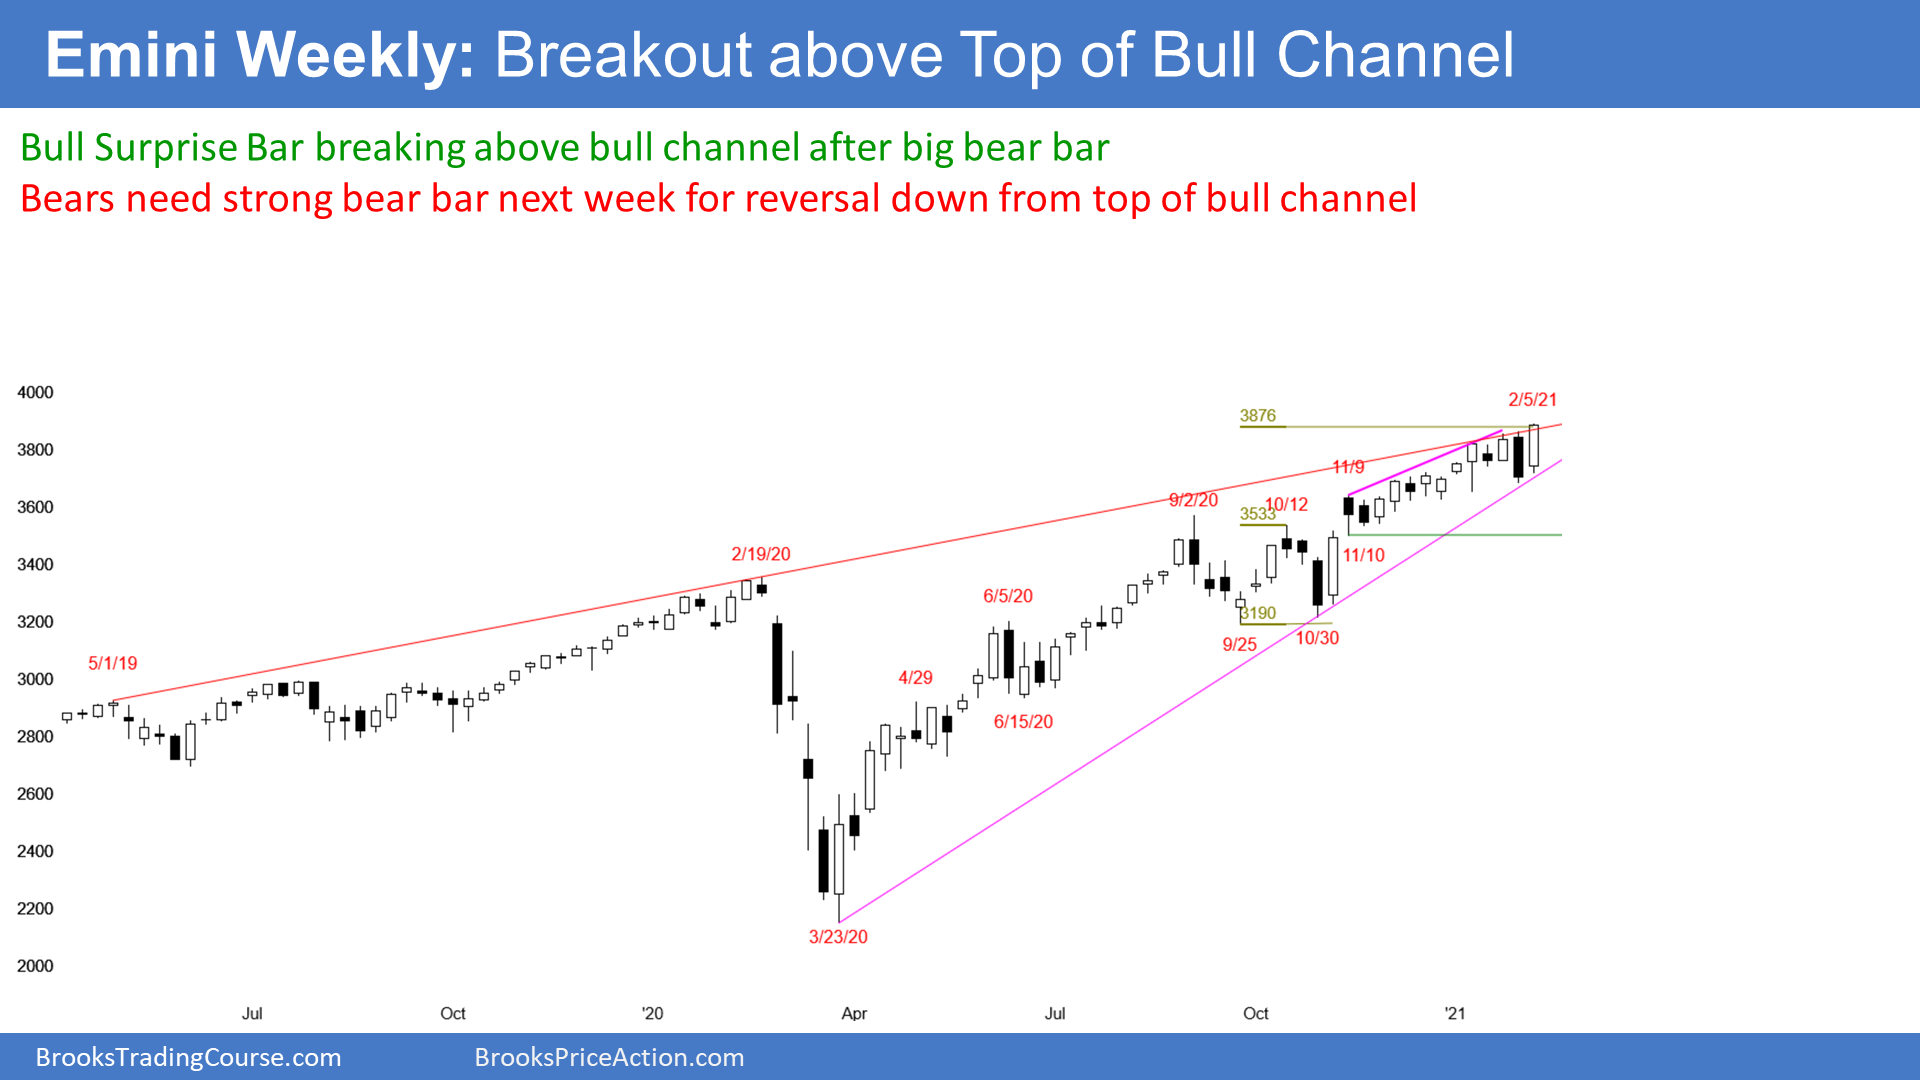 Emini Weekly: Breakout above Top of Bull Channel
Bull Surprise Bar breaking above bull channel after big bear bar
Bears need strong bear bar next week for reversal down from top of bull channel
4000
3800
3600
3400
3200
3000
2800
2600
2400
2200
2000
5/1/19
2/19/20
3/23/20
4/29
6/5/20
6/15/20
9/2/20
9/25
3876
3533
3190
10/12
10/30
11/9
11/10
2/5/21
Jul
Oct
'20
Apr
Jul
Oct
'21
BrooksTradingCourse.com
BrooksPriceAction.com